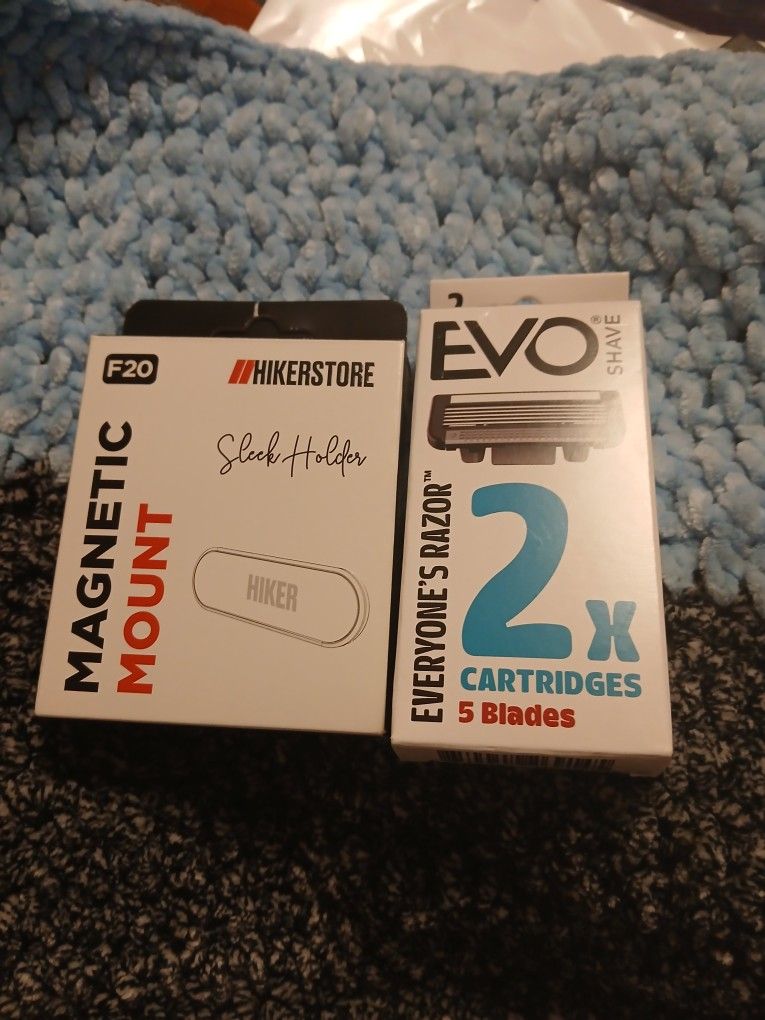 F20
//HIKERSTORE
Sleek Holder
MAGNETIC
MOUNT
HIKER
2
EVO®
SHAVE
EVERYONE'S RAZOR™
2x
CARTRIDGES
5 Blades